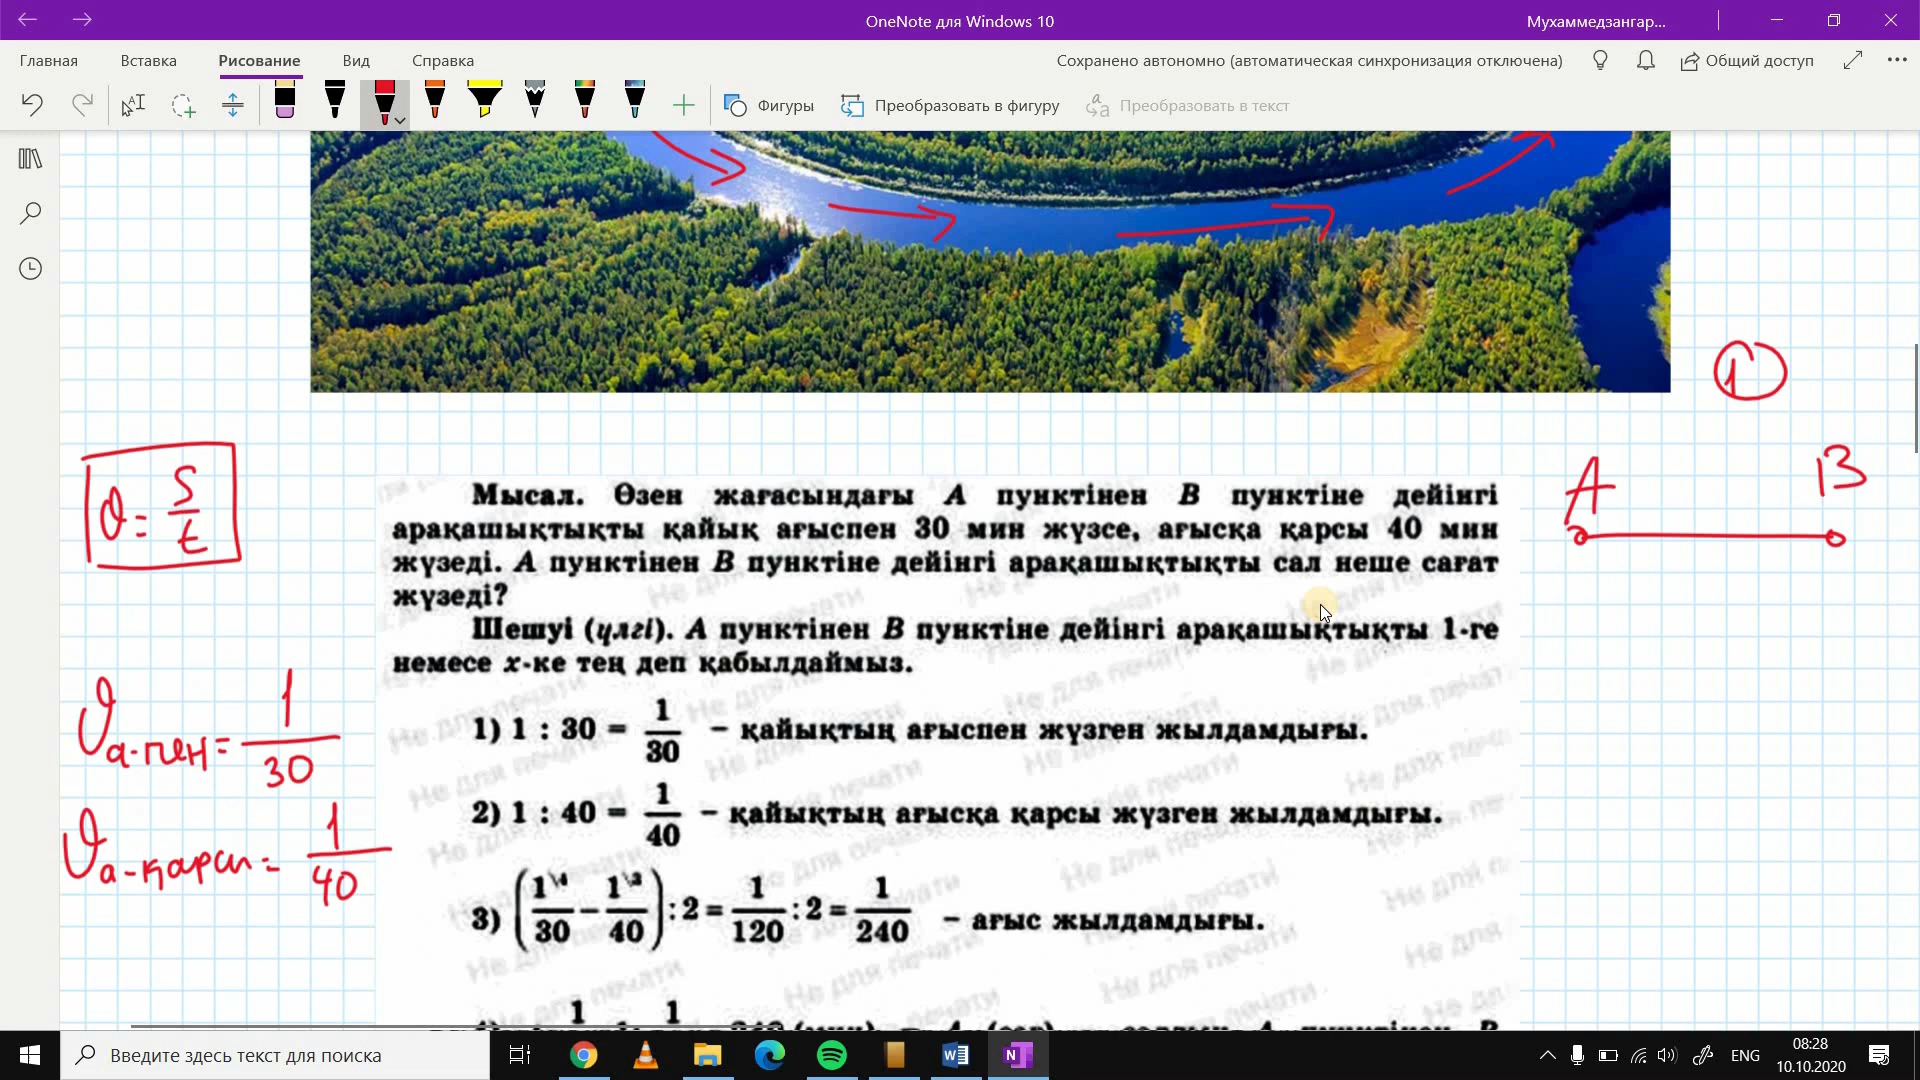 OneNote для Windows 10
Мухаммедзангар...
Главная Вставка Рисование Вид Справка
Сохранено автономно (автоматическая синхронизация отключена) Общий доступ
Фигуры Преобразовать в фигуру Преобразовать в текст
1
A B
ϑ = S/t
Мысал. Өзен жағасындағы A пунктінен B пунктіне дейінгі
арақашықтықты қайық ағыспен 30 мин жүзсе, ағысқа қарсы 40 мин
жүзеді. A пунктінен B пунктіне дейінгі арақашықтықты сал неше сағат
жүзеді?
Шешуі (үлгі). A пунктінен B пунктіне дейінгі арақашықтықты 1-ге
немесе x-ке тең деп қабылдаймыз.
ϑа-пен = 1/30
1) 1 : 30 = 1/30 – қайықтың ағыспен жүзген жылдамдығы.
ϑа-қарсы = 1/40
2) 1 : 40 = 1/40 – қайықтың ағысқа қарсы жүзген жылдамдығы.
3) (1\4/30 – 1\3/40) : 2 = 1/120 : 2 = 1/240 – ағыс жылдамдығы.
Не для печати
Введите здесь текст для поиска
ENG
08:28
10.10.2020